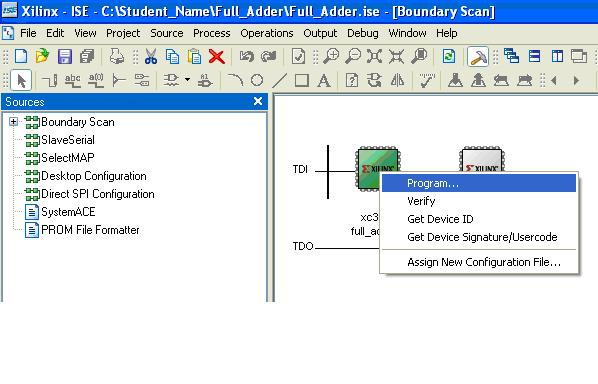 Xilinx - ISE - C:\Student_Name\Full_Adder\Full_Adder.ise - [Boundary Scan]
File Edit View Project Source Process Operations Output Debug Window Help
abc a(0)
Sources
Boundary Scan
SlaveSerial
SelectMAP
Desktop Configuration
Direct SPI Configuration
SystemACE
PROM File Formatter
TDI
XILINX
XILINX
Program...
Verify
Get Device ID
Get Device Signature/Usercode
Assign New Configuration File...
xc3
full_ad
TDO